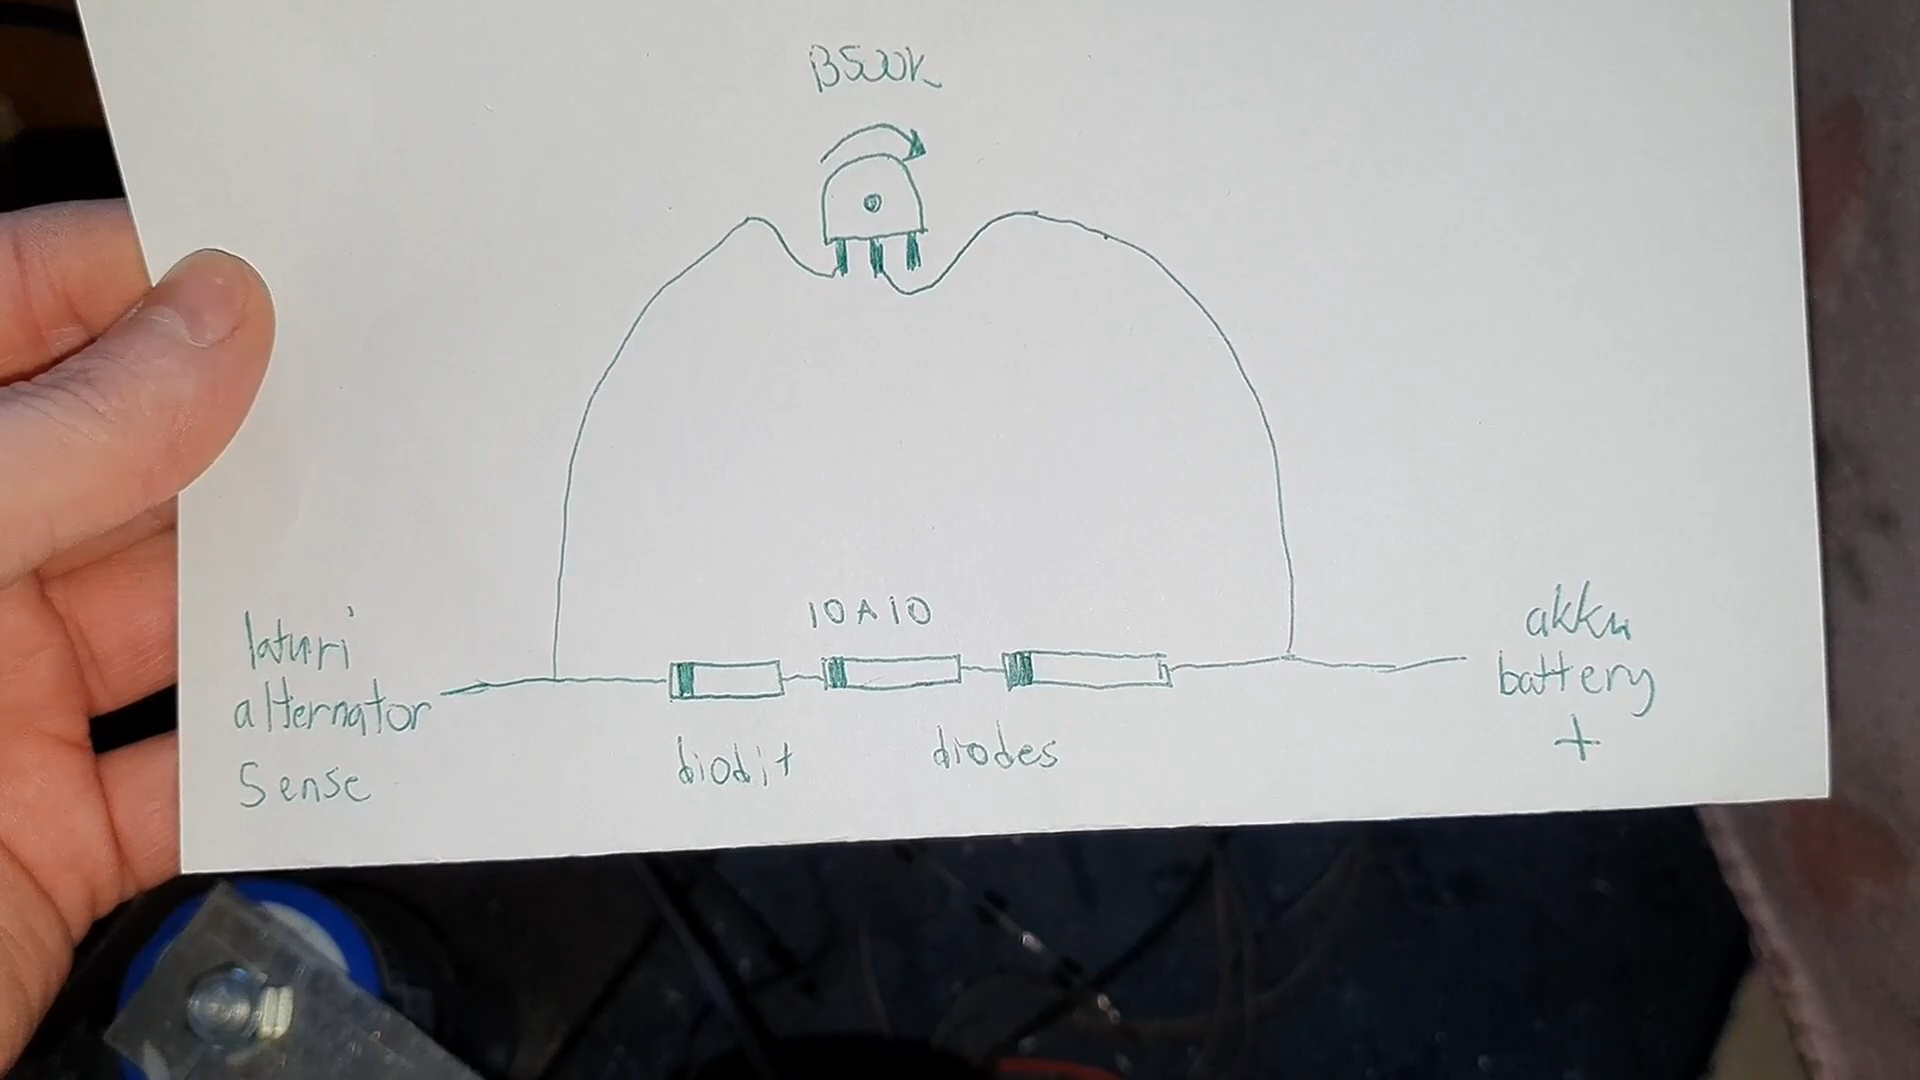 B500K
10A10
laturi
alternator
Sense
diodit
diodes
akku
battery
+